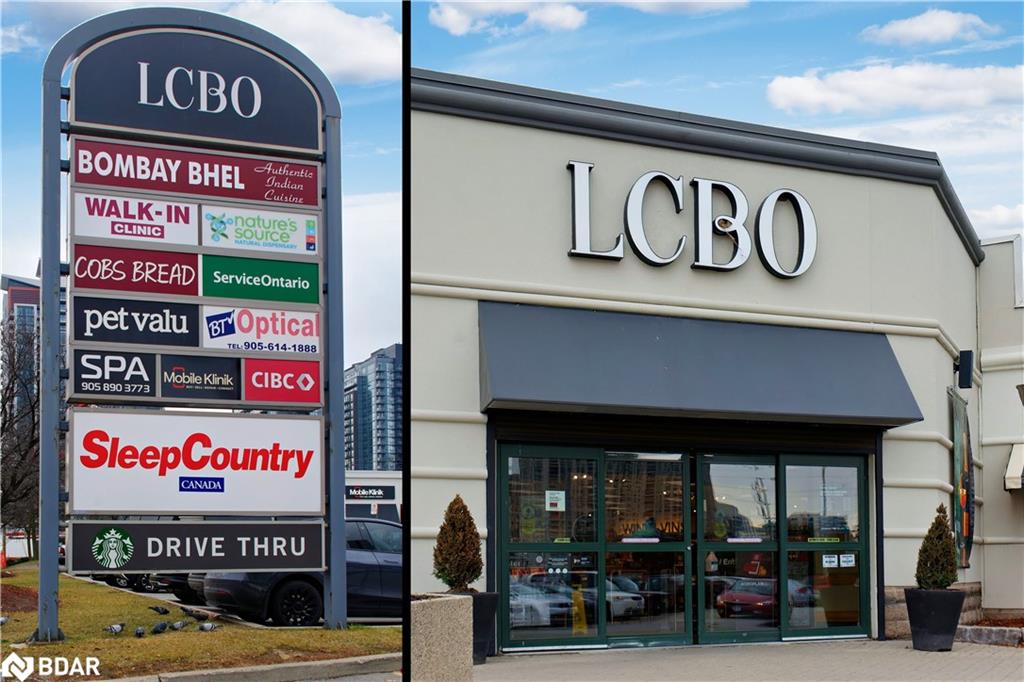 LCBO
BOMBAY BHEL
Authentic
Indian
Cuisine
WALK-IN
CLINIC
nature's
source
NATURAL DISPENSARY
COBS BREAD
ServiceOntario
pet valu
BTV Optical
TEL: 905-614-1888
SPA
905 890 3773
Mobile Klinik
CIBC
SleepCountry
CANADA
DRIVE THRU
Mobile Klinik
BDAR
LCBO